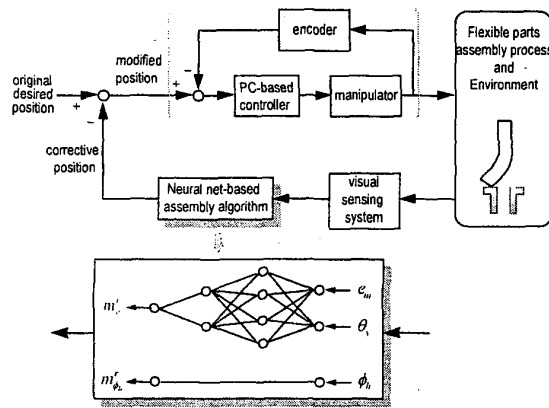 encoder
Flexible parts
assembly process
and
Environment
modified
position
original
desired
position
+
−
+
−
PC-based
controller
manipulator
corrective
position
Neural net-based
assembly algorithm
visual
sensing
system
e_m
θ
ϕ_h